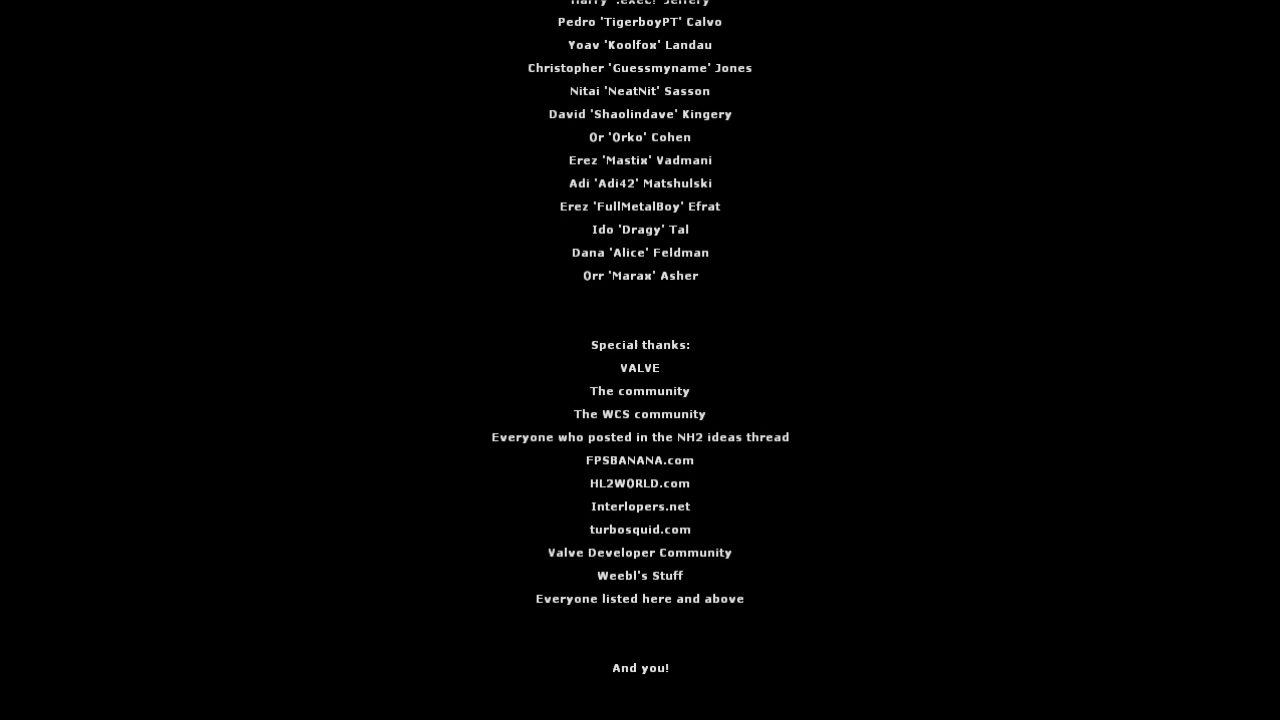 Pedro 'TigerboyPT' Calvo
Yoav 'Koolfox' Landau
Christopher 'Guessmyname' Jones
Nitai 'NeatNit' Sasson
David 'Shaolindave' Kingery
Or 'Orko' Cohen
Erez 'Mastix' Vadmani
Adi 'Adi42' Matshulski
Erez 'FullMetalBoy' Efrat
Ido 'Dragy' Tal
Dana 'Alice' Feldman
Orr 'Marax' Asher
Special thanks:
VALVE
The community
The WCS community
Everyone who posted in the NH2 ideas thread
FPSBANANA.com
HL2WORLD.com
Interlopers.net
turbosquid.com
Valve Developer Community
Weebl's Stuff
Everyone listed here and above
And you!